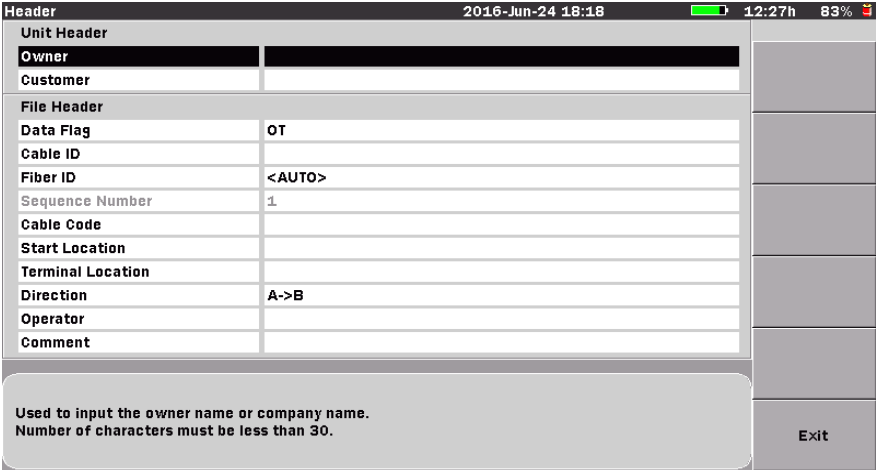 Header 2016-Jun-24 18:18 12:27h 83%
Unit Header
Owner
Customer
File Header
Data Flag OT
Cable ID
Fiber ID <AUTO>
Sequence Number 1
Cable Code
Start Location
Terminal Location
Direction A->B
Operator
Comment
Used to input the owner name or company name.
Number of characters must be less than 30.
Exit